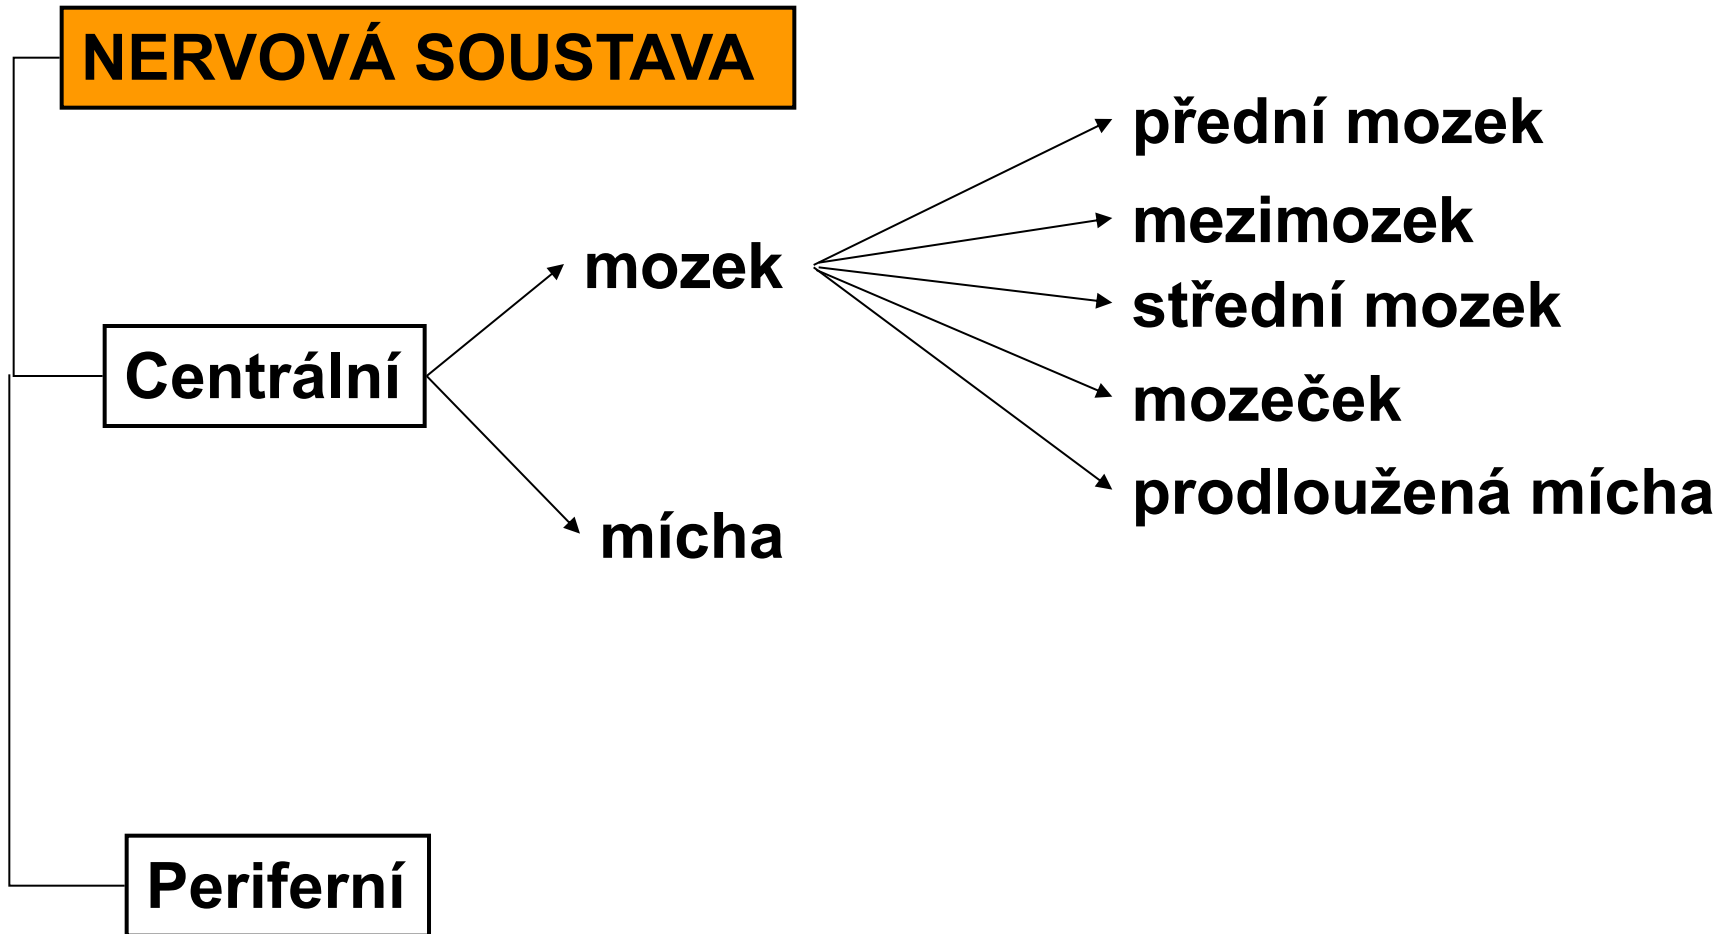 NERVOVÁ SOUSTAVA
přední mozek
mezimozek
mozek
střední mozek
Centrální
mozeček
prodloužená mícha
mícha
Periferní